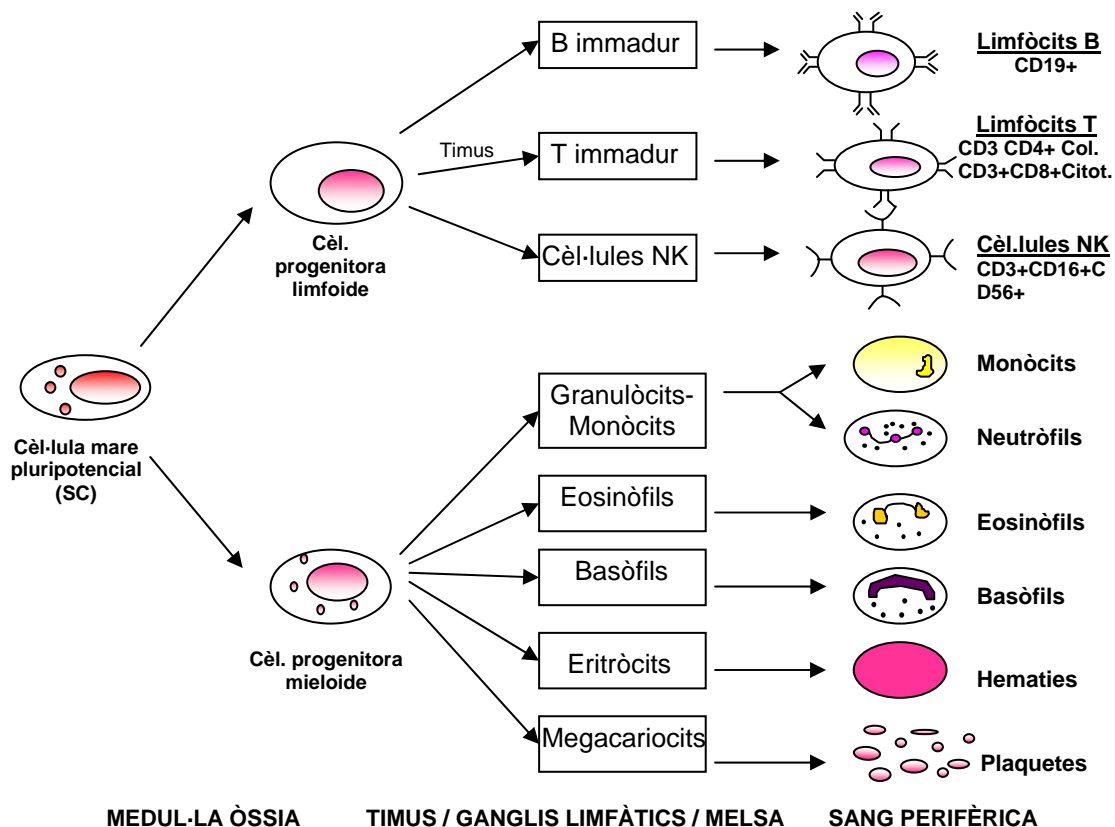 B immadur
Limfòcits B
CD19+
Timus
T immadur
Limfòcits T
CD3 CD4+ Col.
CD3+CD8+Citot.
Cèl.
progenitora
limfoide
Cèl·lules NK
Cèl.lules NK
CD3+CD16+C
D56+
Cèl·lula mare
pluripotencial
(SC)
Granulòcits-
Monòcits
Monòcits
Neutròfils
Eosinòfils
Eosinòfils
Basòfils
Basòfils
Cèl. progenitora
mieloide
Eritròcits
Hematies
Megacariocits
Plaquetes
MEDUL·LA ÒSSIA TIMUS / GANGLIS LIMFÀTICS / MELSA SANG PERIFÈRICA